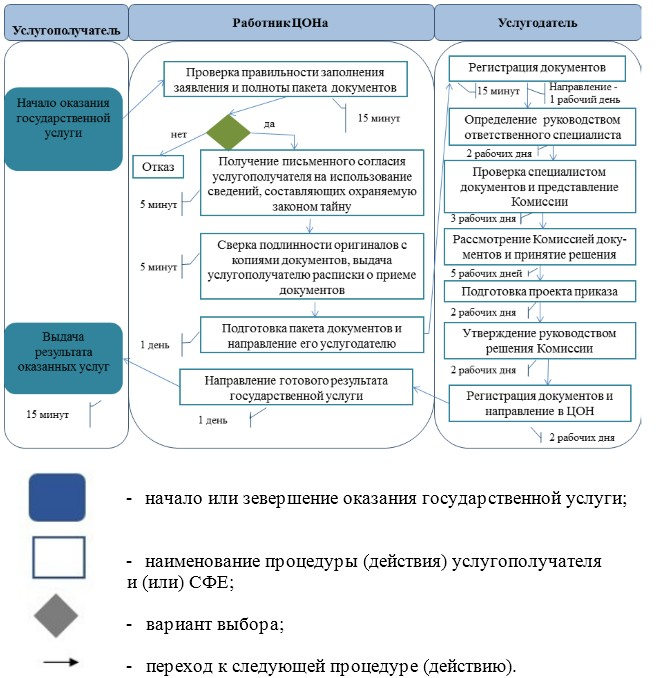 Услугополучатель
Работник ЦОНа
Услугодатель
Начало оказания
государственной
услуги
Проверка правильности заполнения
заявления и полноты пакета документов
15 минут
нет
да
Отказ
Получение письменного согласия
услугополучателя на использование
сведений, составляющих охраняемую
законом тайну
5 минут
Сверка подлинности оригиналов с
копиями документов, выдача
услугополучателю расписки о приеме
документов
5 минут
Подготовка пакета документов и
направление его услугодателю
1 день
Регистрация документов
15 минут
Направление -
1 рабочий день
Определение руководством
ответственного специалиста
2 рабочих дня
Проверка специалистом
документов и представление
Комиссии
3 рабочих дня
Рассмотрение Комиссией доку-
ментов и принятие решения
5 рабочих дней
Подготовка проекта приказа
2 рабочих дня
Утверждение руководством
решения Комиссии
2 рабочих дня
Регистрация документов и
направление в ЦОН
2 рабочих дня
Направление готового результата
государственной услуги
1 день
Выдача
результата
оказанных услуг
15 минут
- начало или зевершение оказания государственной услуги;
- наименование процедуры (действия) услугополучателя
и (или) СФЕ;
- вариант выбора;
- переход к следующей процедуре (действию).